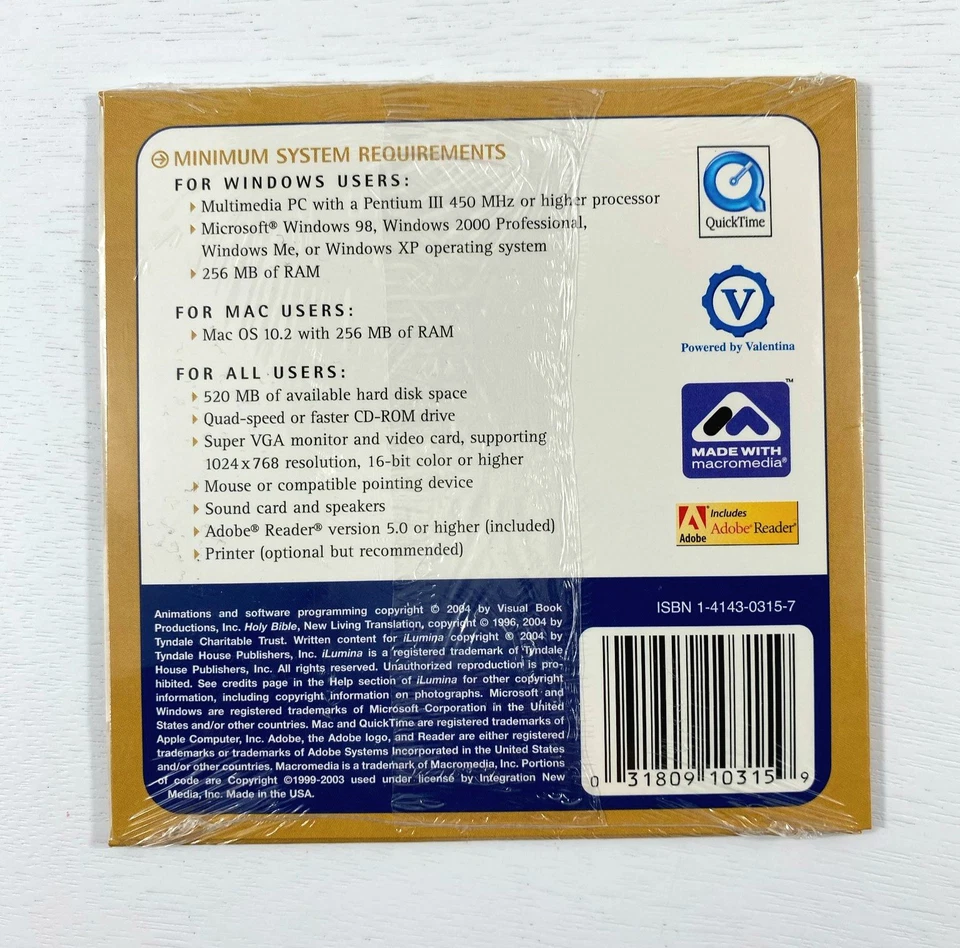 MINIMUM SYSTEM REQUIREMENTS
FOR WINDOWS USERS:
Multimedia PC with a Pentium III 450 MHz or higher processor
Microsoft® Windows 98, Windows 2000 Professional,
Windows Me, or Windows XP operating system
256 MB of RAM
FOR MAC USERS:
Mac OS 10.2 with 256 MB of RAM
FOR ALL USERS:
520 MB of available hard disk space
Quad-speed or faster CD-ROM drive
Super VGA monitor and video card, supporting
1024 x 768 resolution, 16-bit color or higher
Mouse or compatible pointing device
Sound card and speakers
Adobe® Reader® version 5.0 or higher (included)
Printer (optional but recommended)
QuickTime
V
Powered by Valentina
™
MADE WITH
macromedia®
Adobe
Includes
Adobe® Reader®
Animations and software programming copyright © 2004 by Visual Book
Productions, Inc. Holy Bible, New Living Translation, copyright © 1996, 2004 by
Tyndale Charitable Trust. Written content for iLumina copyright © 2004 by
Tyndale House Publishers, Inc. iLumina is a registered trademark of Tyndale
House Publishers, Inc. All rights reserved. Unauthorized reproduction is pro-
hibited. See credits page in the Help section of iLumina for other copyright
information, including copyright information on photographs. Microsoft and
Windows are registered trademarks of Microsoft Corporation in the United
States and/or other countries. Mac and QuickTime are registered trademarks of
Apple Computer, Inc. Adobe, the Adobe logo, and Reader are either registered
trademarks or trademarks of Adobe Systems Incorporated in the United States
and/or other countries. Macromedia is a trademark of Macromedia, Inc. Portions
of code are Copyright ©1999-2003 used under license by Integration New
Media, Inc. Made in the USA.
ISBN 1-4143-0315-7
0 31809 10315 9